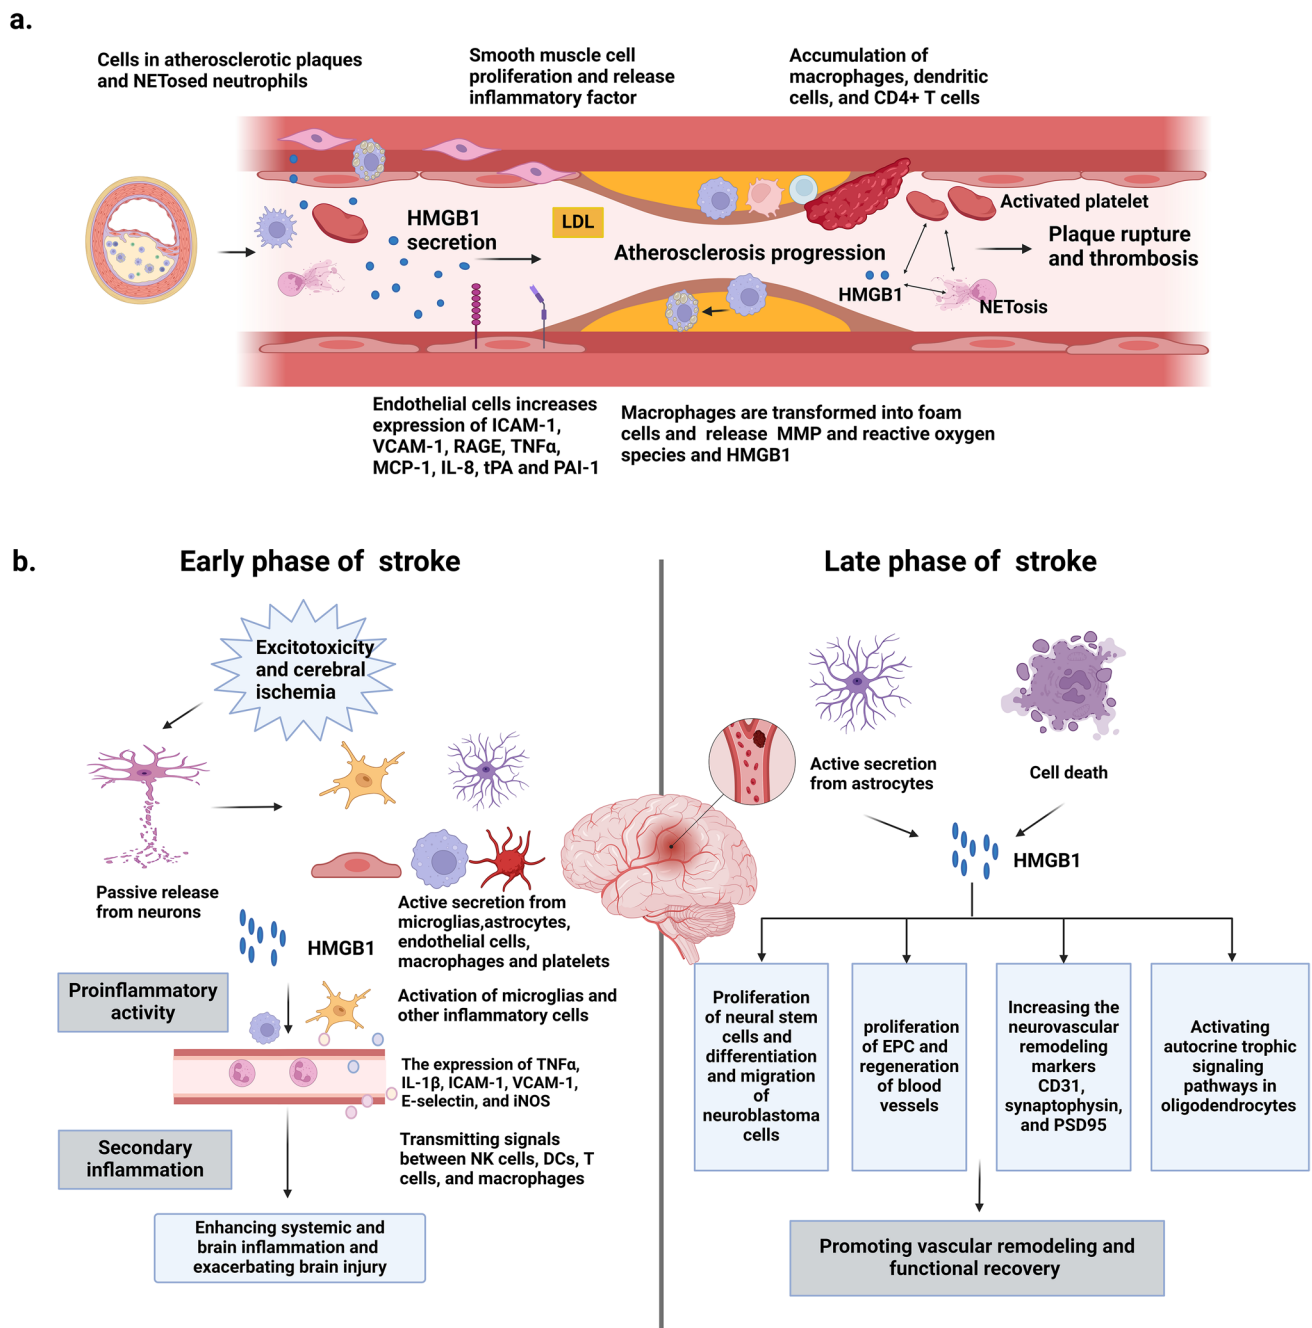 a.
Cells in atherosclerotic plaques
and NETosed neutrophils
Smooth muscle cell
proliferation and release
inflammatory factor
Accumulation of
macrophages, dendritic
cells, and CD4+ T cells
HMGB1
secretion
LDL
Atherosclerosis progression
HMGB1
Activated platelet
NETosis
Plaque rupture
and thrombosis
Endothelial cells increases
expression of ICAM-1,
VCAM-1, RAGE, TNFα,
MCP-1, IL-8, tPA and PAI-1
Macrophages are transformed into foam
cells and release MMP and reactive oxygen
species and HMGB1
b.
Early phase of stroke
Excitotoxicity
and cerebral
ischemia
Passive release
from neurons
HMGB1
Active secretion from
microglias,astrocytes,
endothelial cells,
macrophages and platelets
Proinflammatory
activity
Activation of microglias and
other inflammatory cells
The expression of TNFα,
IL-1β, ICAM-1, VCAM-1,
E-selectin, and iNOS
Secondary
inflammation
Transmitting signals
between NK cells, DCs, T
cells, and macrophages
Enhancing systemic and
brain inflammation and
exacerbating brain injury
Late phase of stroke
Active secretion
from astrocytes
Cell death
HMGB1
Proliferation
of neural stem
cells and
differentiation
and migration
of
neuroblastoma
cells
proliferation
of EPC and
regeneration
of blood
vessels
Increasing the
neurovascular
remodeling
markers
CD31,
synaptophysin,
and PSD95
Activating
autocrine trophic
signaling
pathways in
oligodendrocytes
Promoting vascular remodeling and
functional recovery